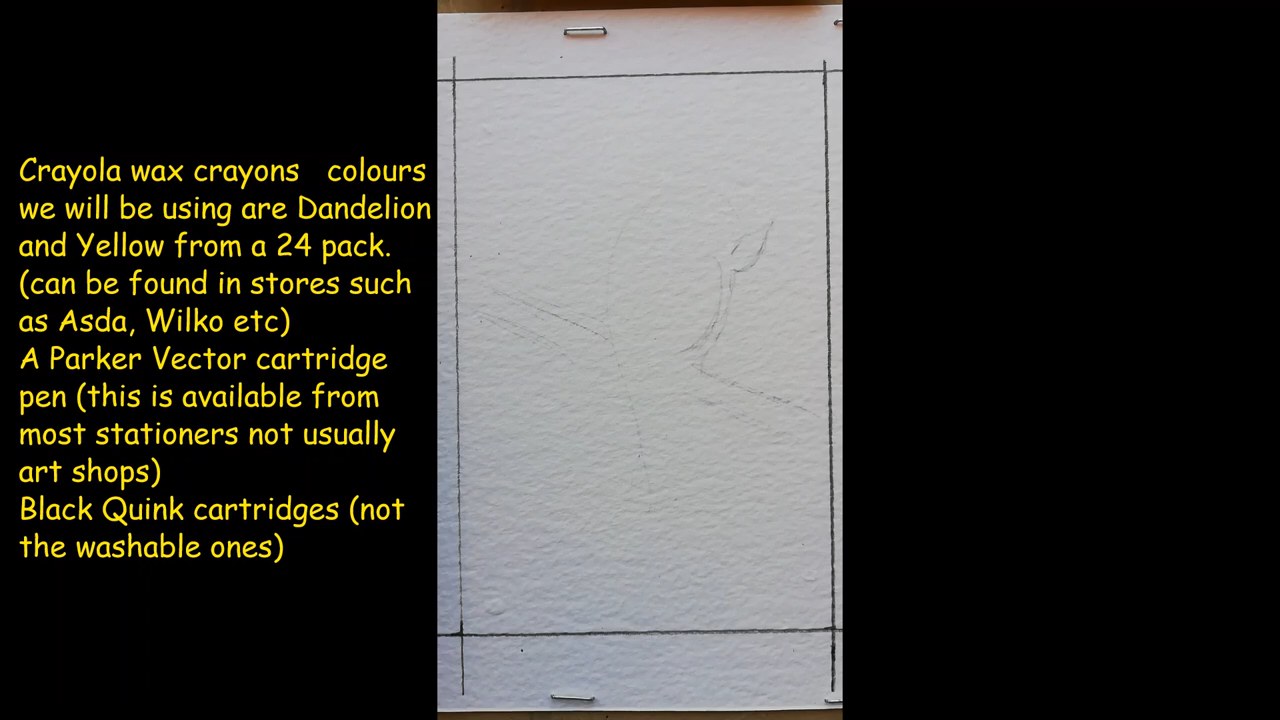 Crayola wax crayons   colours
we will be using are Dandelion
and Yellow from a 24 pack.
(can be found in stores such
as Asda, Wilko etc)
A Parker Vector cartridge
pen (this is available from
most stationers not usually
art shops)
Black Quink cartridges (not
the washable ones)